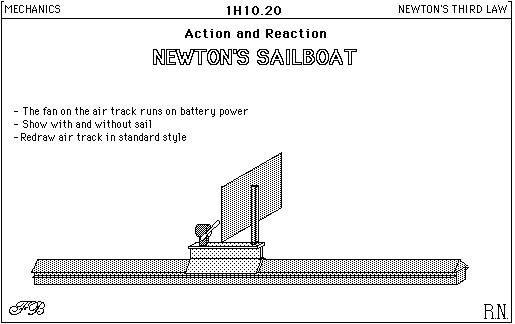 MECHANICS
1H10.20
NEWTON'S THIRD LAW
Action and Reaction
NEWTON'S SAILBOAT
- The fan on the air track runs on battery power
- Show with and without sail
- Redraw air track in standard style
FB
R.N.